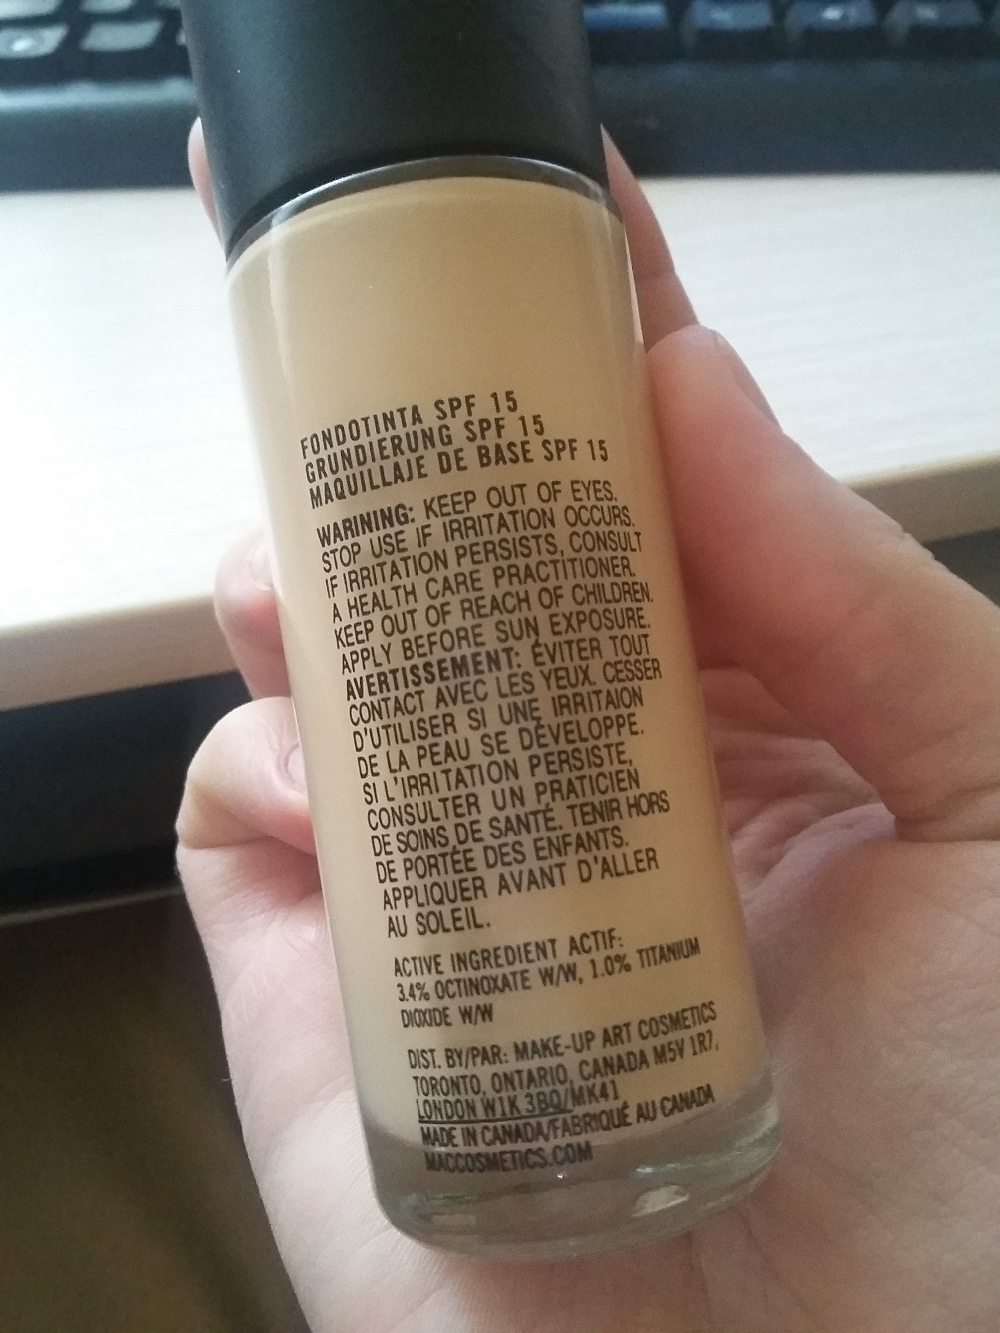 FONDOTINTA SPF 15
GRUNDIERUNG SPF 15
MAQUILLAJE DE BASE SPF 15
WARINING: KEEP OUT OF EYES.
STOP USE IF IRRITATION OCCURS.
IF IRRITATION PERSISTS, CONSULT
A HEALTH CARE PRACTITIONER.
KEEP OUT OF REACH OF CHILDREN.
APPLY BEFORE SUN EXPOSURE.
AVERTISSEMENT: ÉVITER TOUT
CONTACT AVEC LES YEUX. CESSER
D'UTILISER SI UNE IRRITAION
DE LA PEAU SE DÉVELOPPE.
SI L'IRRITATION PERSISTE,
CONSULTER UN PRATICIEN
DE SOINS DE SANTÉ. TENIR HORS
DE PORTÉE DES ENFANTS.
APPLIQUER AVANT D'ALLER
AU SOLEIL.
ACTIVE INGREDIENT ACTIF:
3.4% OCTINOXATE W/W, 1.0% TITANIUM
DIOXIDE W/W
DIST. BY/PAR: MAKE-UP ART COSMETICS
TORONTO, ONTARIO, CANADA M5V 1R7,
LONDON W1K 3BQ/MK41
MADE IN CANADA/FABRIQUÉ AU CANADA
MACCOSMETICS.COM